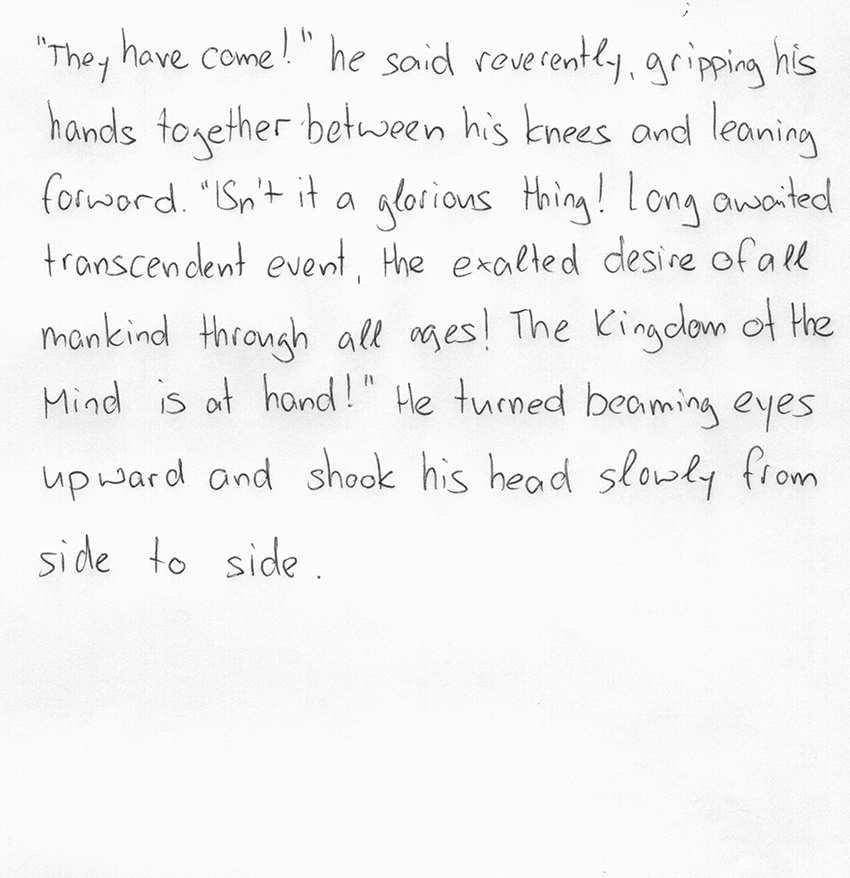 "They have come!" he said reverently, gripping his
hands together between his knees and leaning
forward. "Isn't it a glorious thing! Long awaited
transcendent event, the exalted desire of all
mankind through all ages! The Kingdom of the
Mind is at hand!" He turned beaming eyes
upward and shook his head slowly from
side to side.